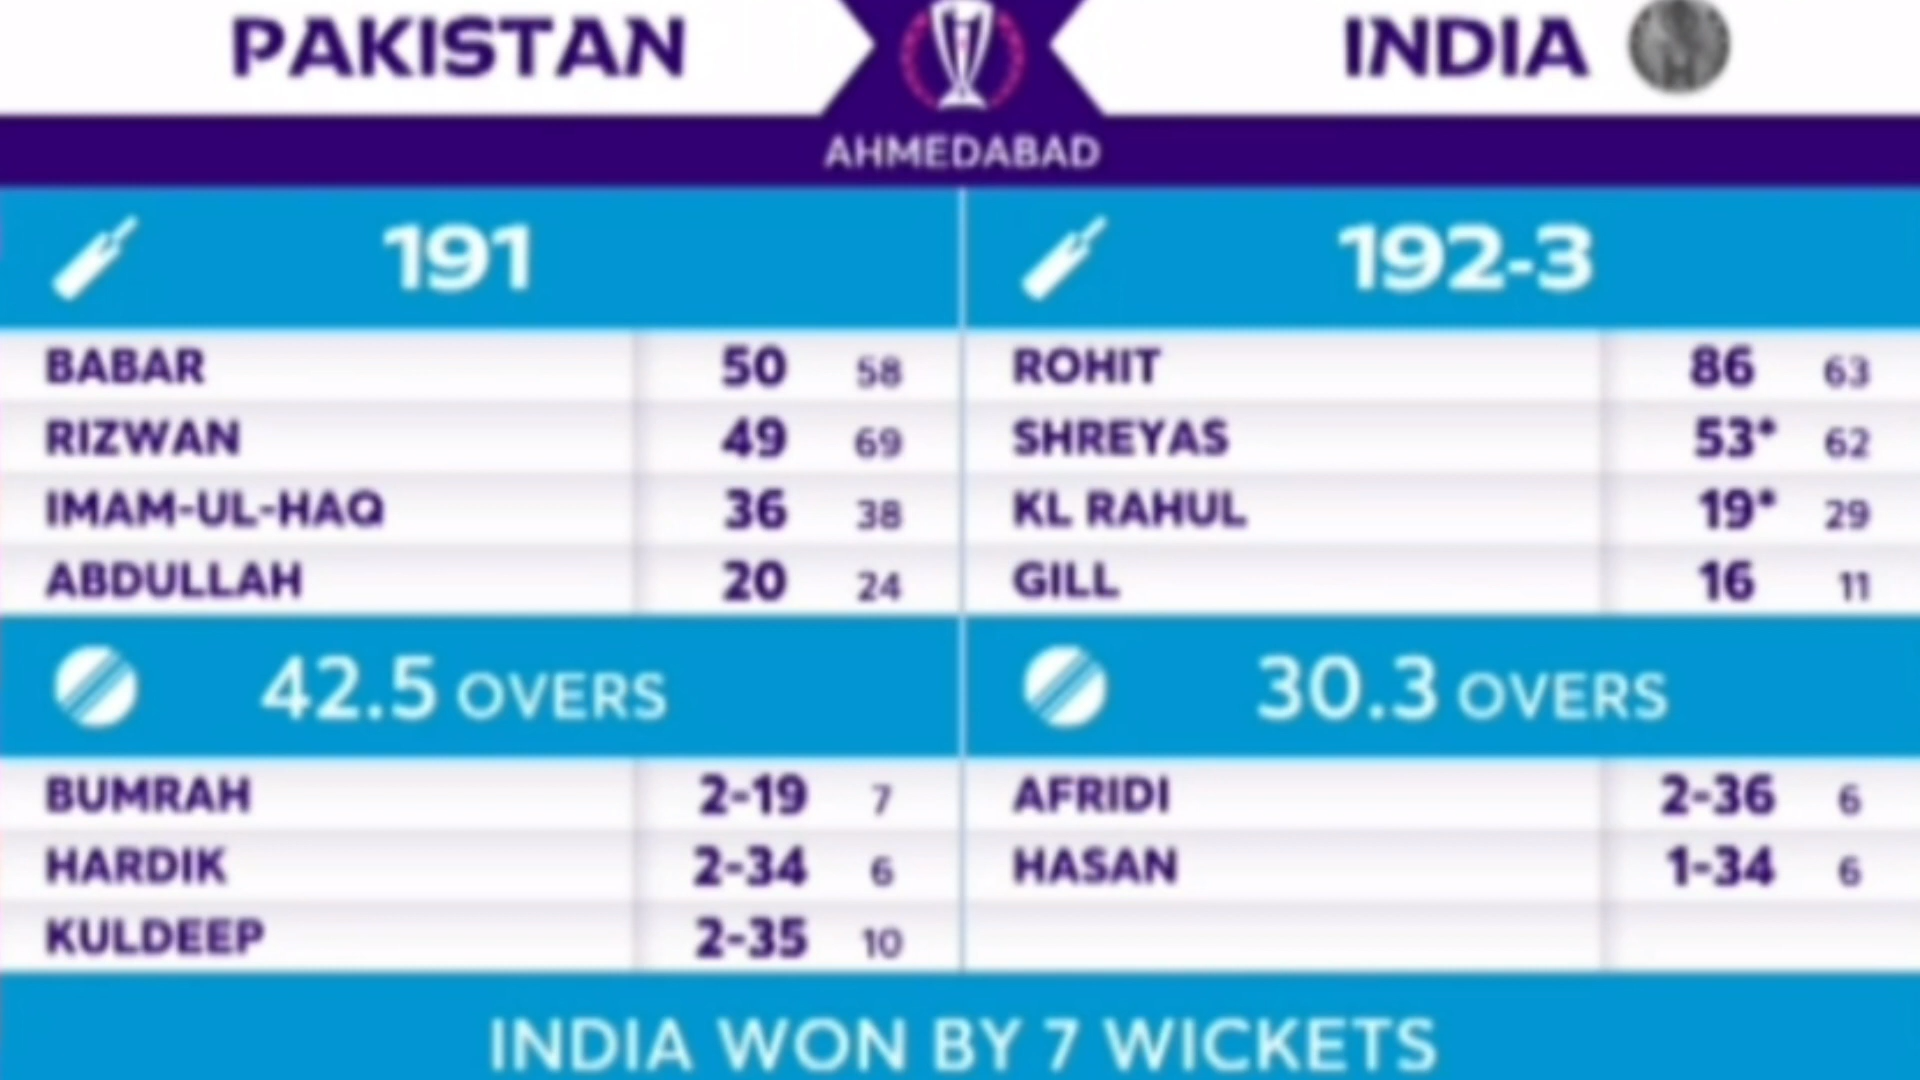 PAKISTAN INDIA
AHMEDABAD
191 192-3
BABAR 50 58 ROHIT 86 63
RIZWAN 49 69 SHREYAS 53* 62
IMAM-UL-HAQ 36 38 KL RAHUL 19* 29
ABDULLAH 20 24 GILL 16 11
42.5 OVERS 30.3 OVERS
BUMRAH 2-19 7 AFRIDI 2-36 6
HARDIK 2-34 6 HASAN 1-34 6
KULDEEP 2-35 10
INDIA WON BY 7 WICKETS